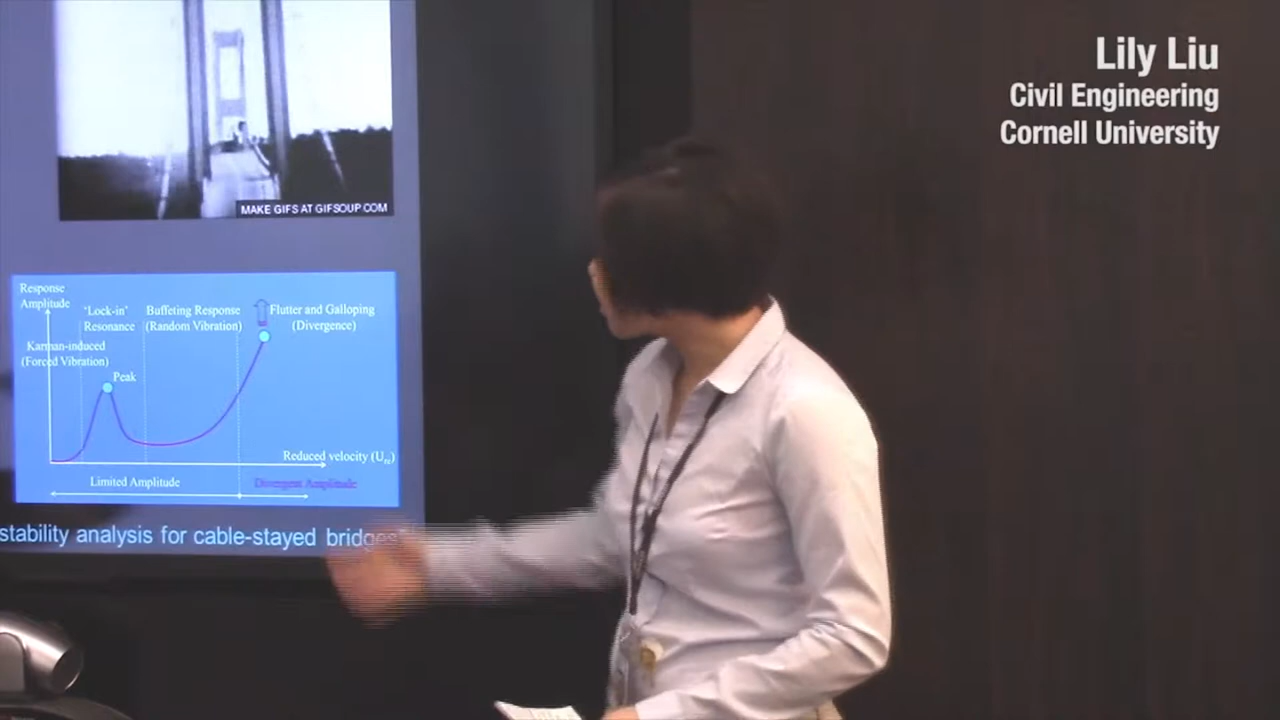 Lily Liu
Civil Engineering
Cornell University
MAKE GIFS AT GIFSOUP.COM
Response
Amplitude
'Lock-in'
Resonance
Buffeting Response
(Random Vibration)
Flutter and Galloping
(Divergence)
Karman-induced
(Forced Vibration)
Peak
Reduced velocity (Ure)
Limited Amplitude
Divergent Amplitude
stability analysis for cable-stayed bridges